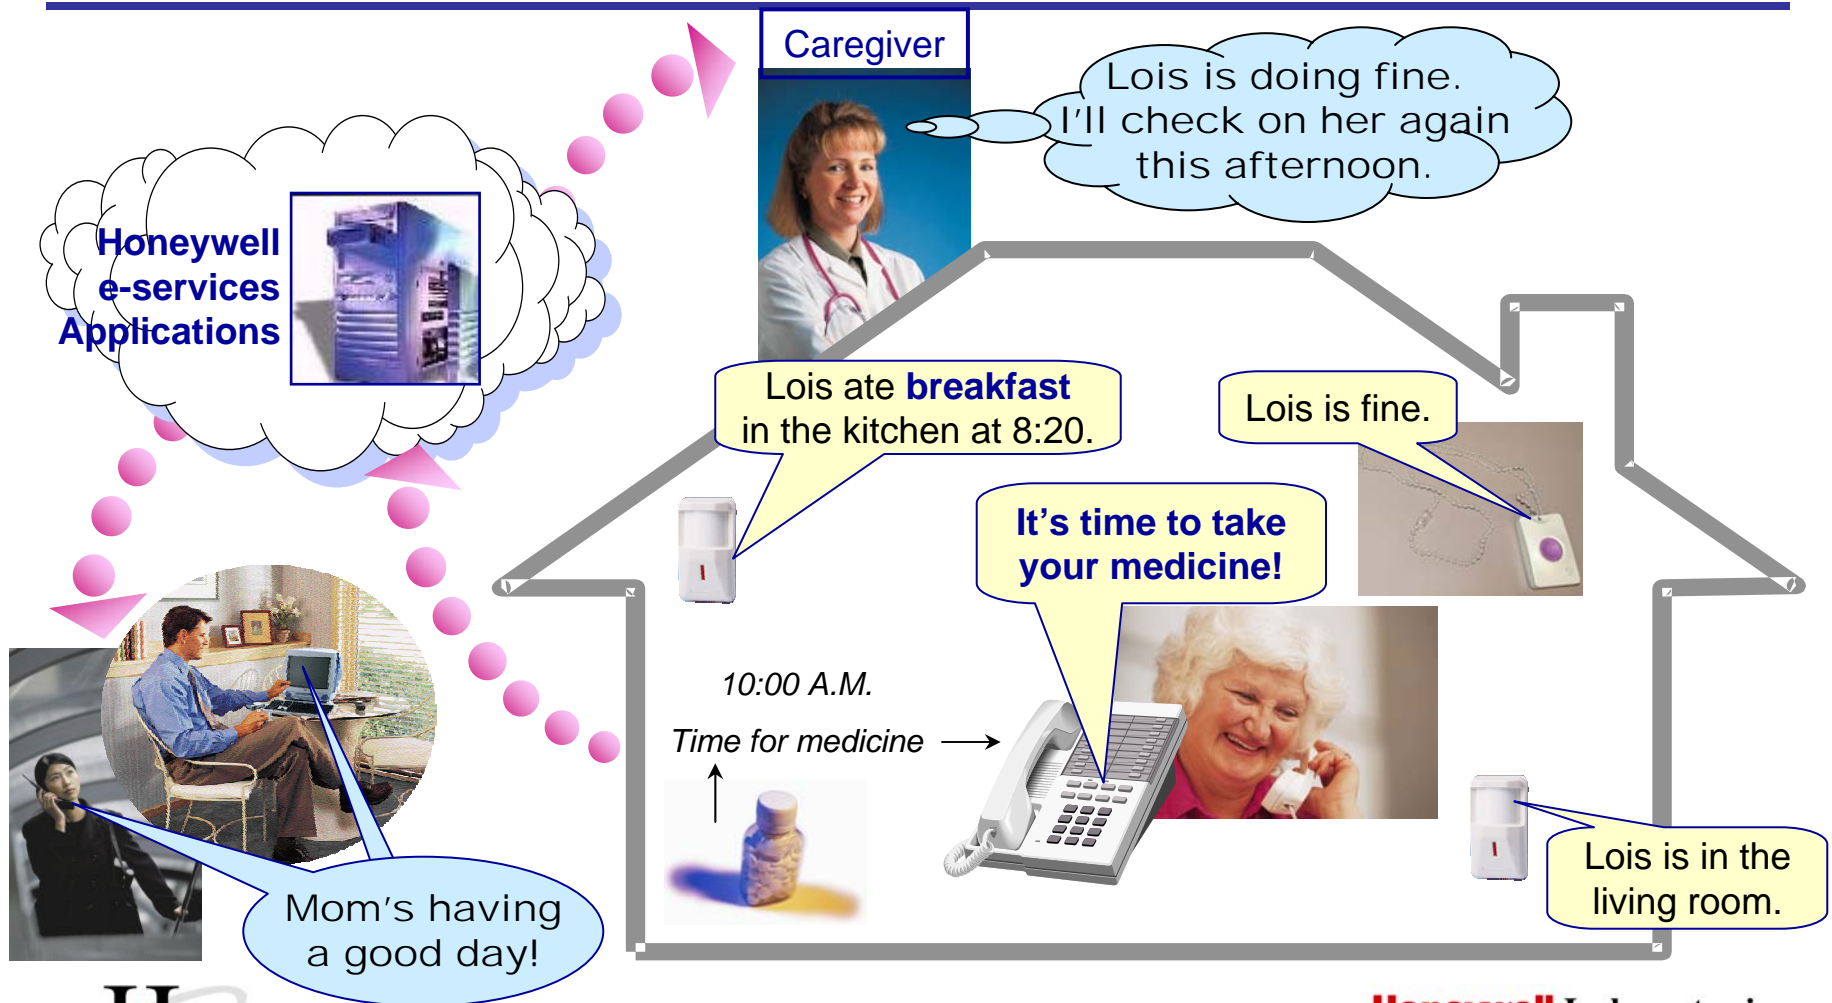 Caregiver
Lois is doing fine.
I'll check on her again
this afternoon.
Honeywell
e-services
Applications
Lois ate breakfast
in the kitchen at 8:20.
Lois is fine.
It's time to take
your medicine!
10:00 A.M.
Time for medicine
Lois is in the
living room.
Mom's having
a good day!
Honeywell